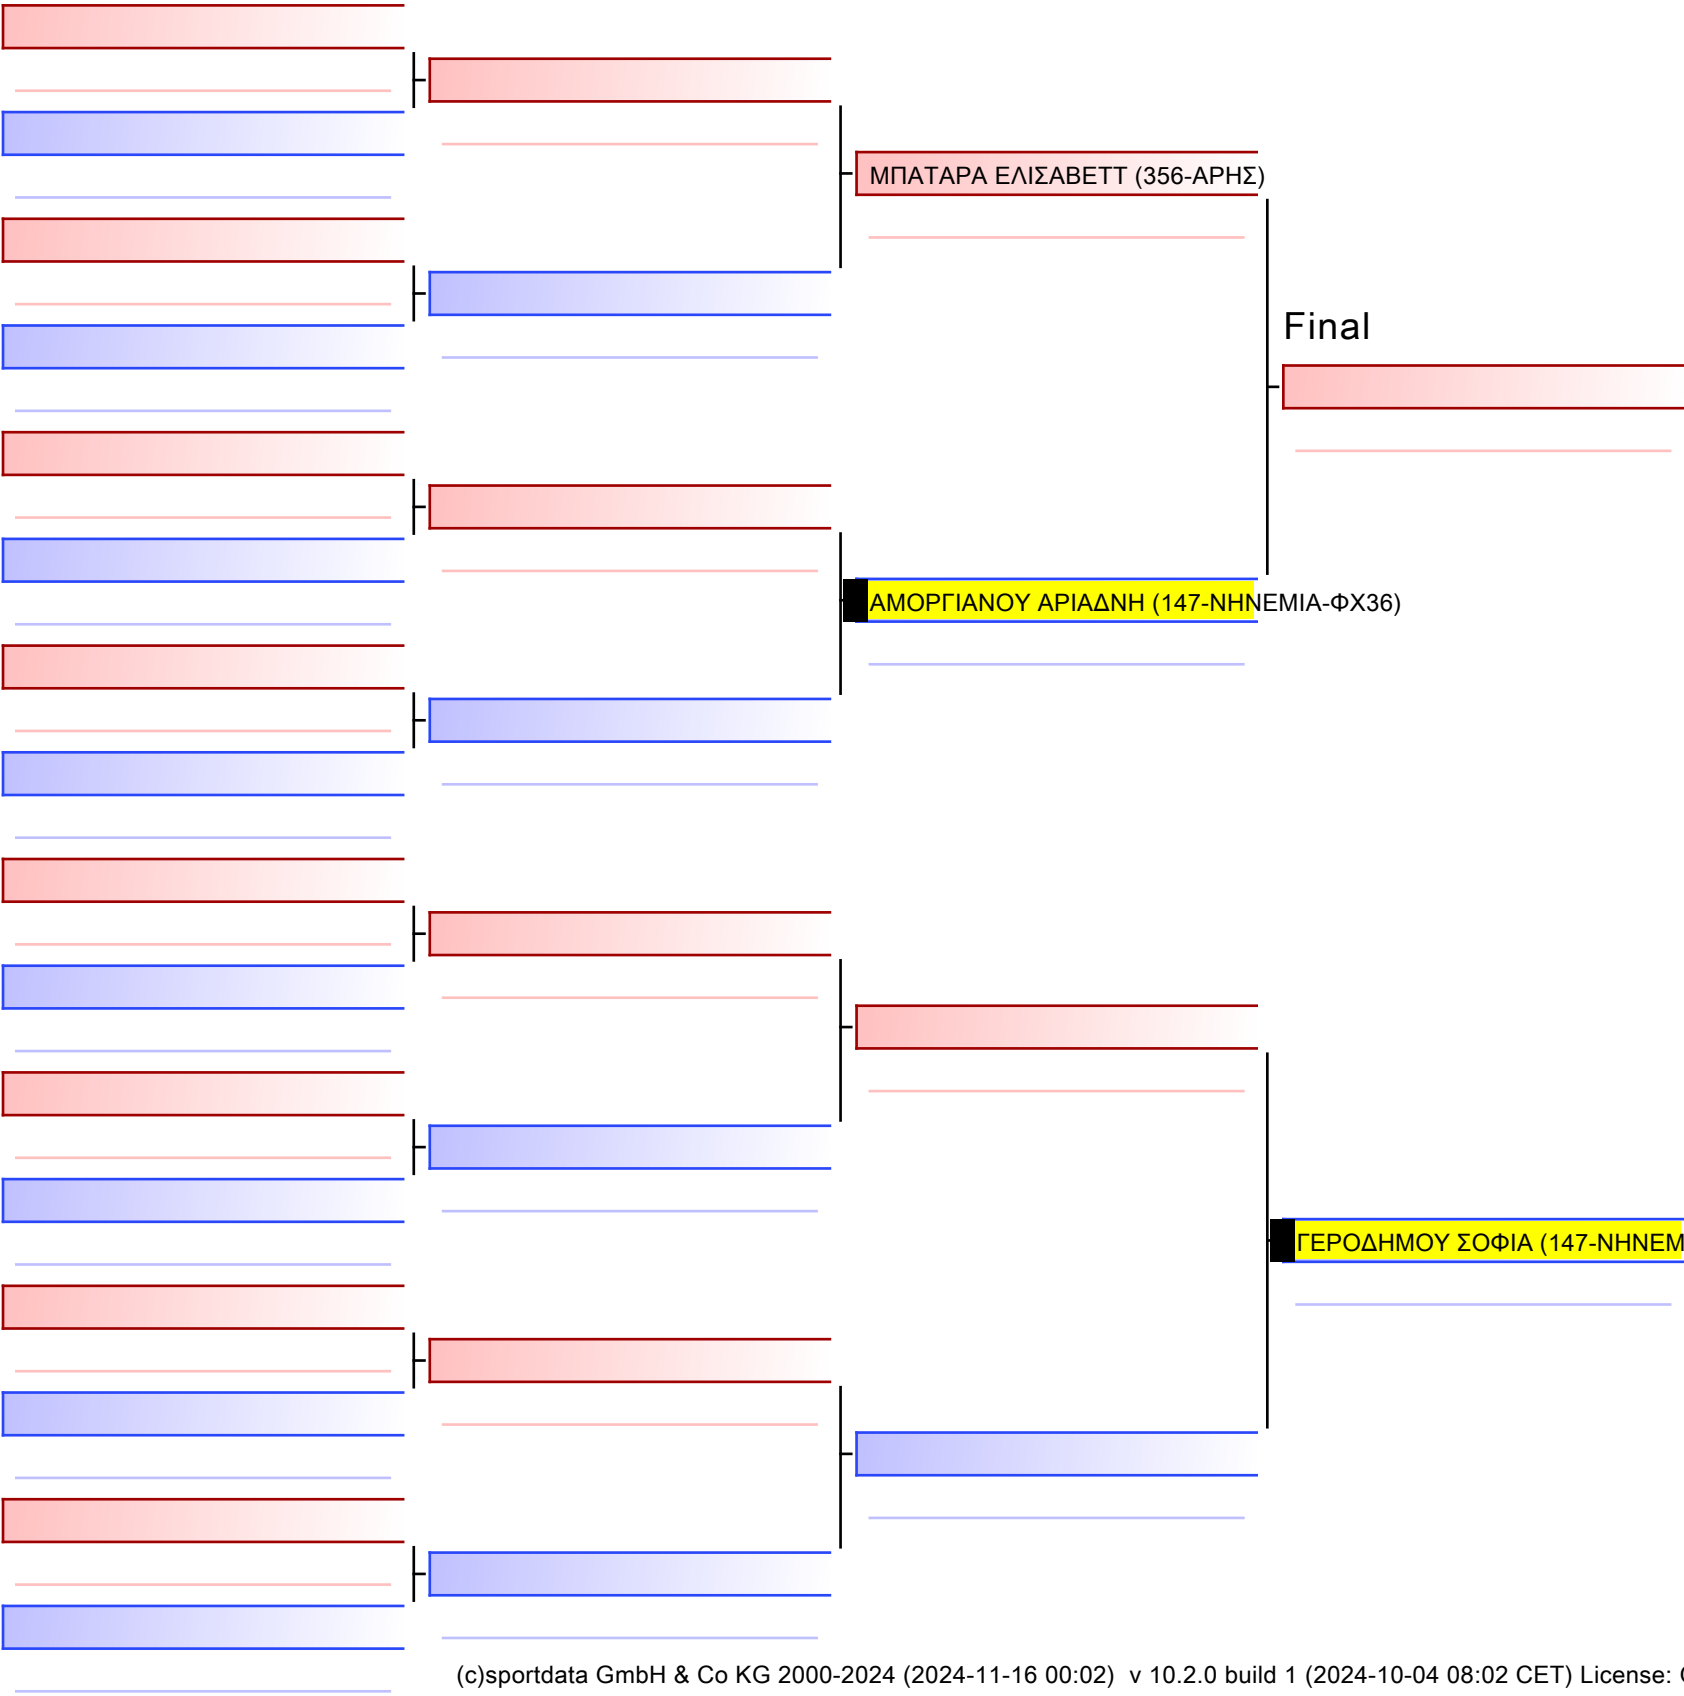 ΜΠΑΤΑΡΑ ΕΛΙΣΑΒΕΤΤ (356-ΑΡΗΣ)
Final
ΑΜΟΡΓΙΑΝΟΥ ΑΡΙΑΔΝΗ (147-ΝΗΝΕΜΙΑ-ΦΧ36)
ΓΕΡΟΔΗΜΟΥ ΣΟΦΙΑ (147-ΝΗΝΕΜ
(c)sportdata GmbH & Co KG 2000-2024 (2024-11-16 00:02) v 10.2.0 build 1 (2024-10-04 08:02 CET) License: